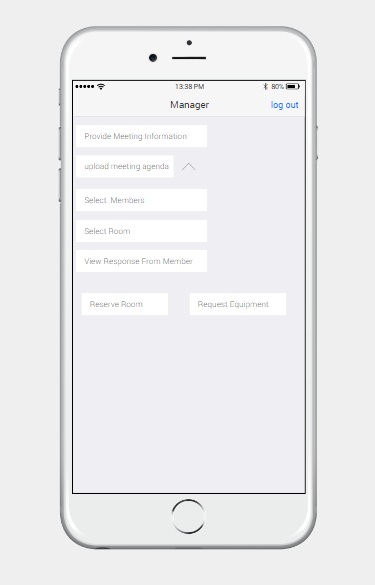 13:38 PM 80%
Manager log out
Provide Meeting Information
upload meeting agenda
Select Members
Select Room
View Response From Member
Reserve Room Request Equipment